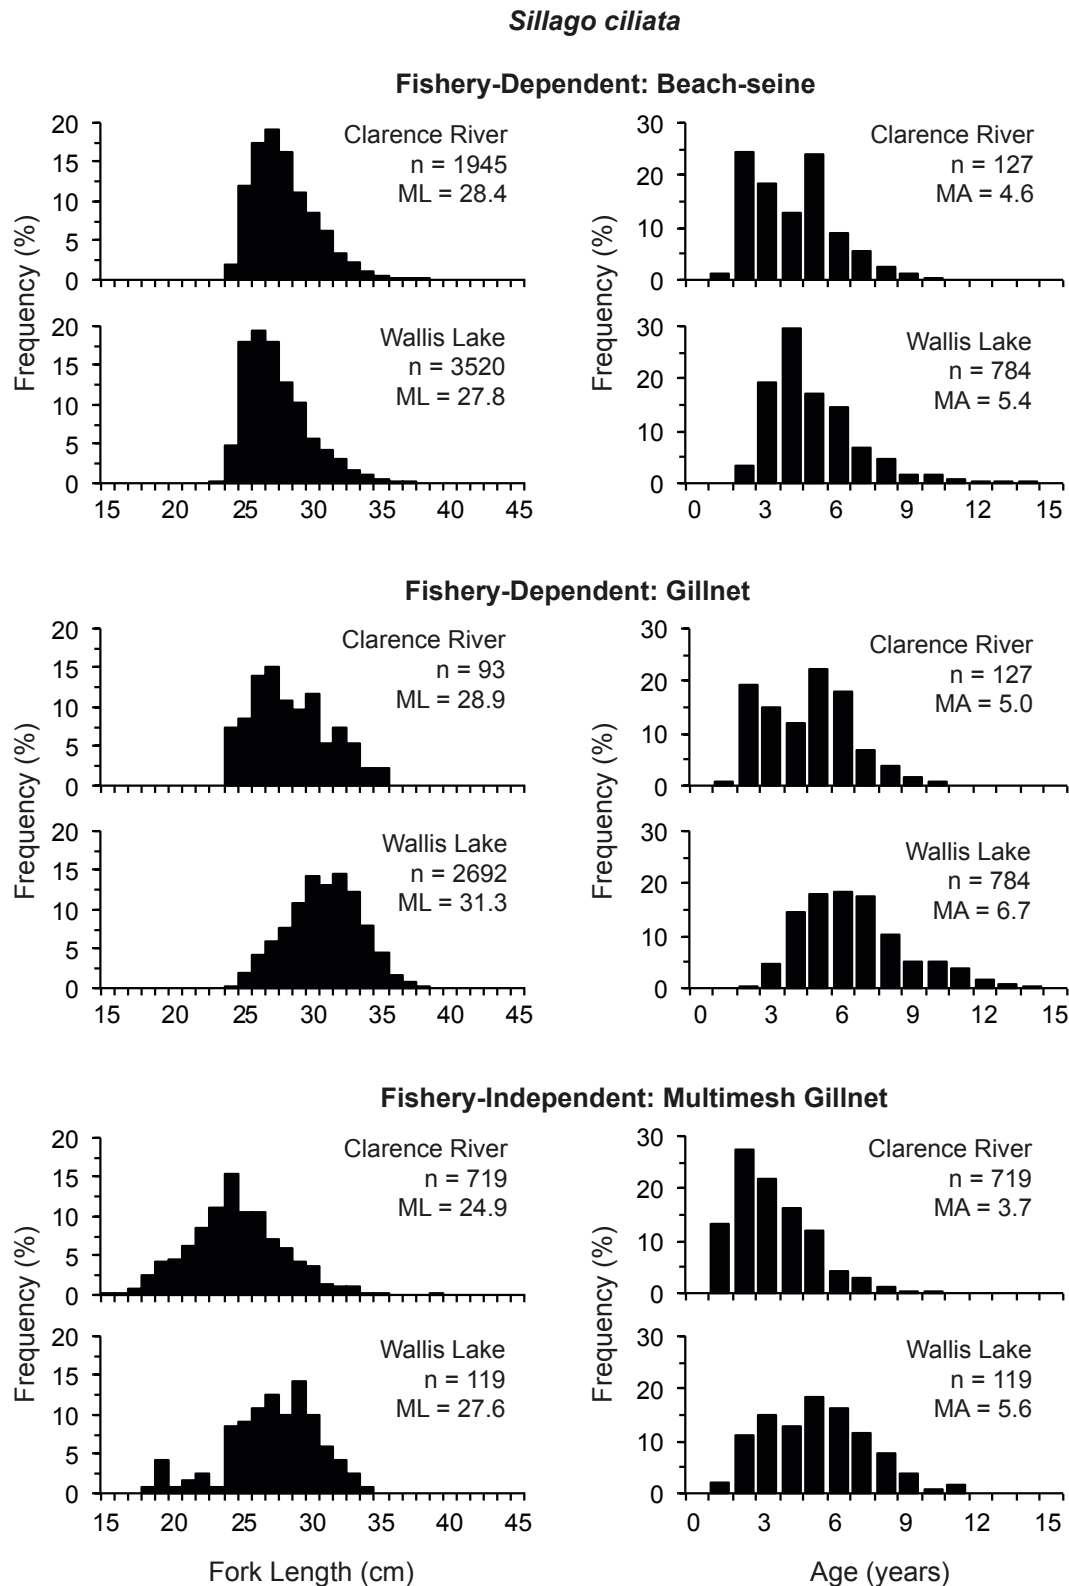 Sillago ciliata
Fishery-Dependent: Beach-seine
Frequency (%)
20
15
10
5
0
Clarence River
n = 1945
ML = 28.4
20
15
10
5
0
Wallis Lake
n = 3520
ML = 27.8
15 20 25 30 35 40 45
Frequency (%)
30
20
10
0
Clarence River
n = 127
MA = 4.6
30
20
10
0
Wallis Lake
n = 784
MA = 5.4
0 3 6 9 12 15
Fishery-Dependent: Gillnet
Frequency (%)
20
15
10
5
0
Clarence River
n = 93
ML = 28.9
20
15
10
5
0
Wallis Lake
n = 2692
ML = 31.3
15 20 25 30 35 40 45
Frequency (%)
30
20
10
0
Clarence River
n = 127
MA = 5.0
30
20
10
0
Wallis Lake
n = 784
MA = 6.7
0 3 6 9 12 15
Fishery-Independent: Multimesh Gillnet
Frequency (%)
20
15
10
5
0
Clarence River
n = 719
ML = 24.9
20
15
10
5
0
Wallis Lake
n = 119
ML = 27.6
15 20 25 30 35 40 45
Fork Length (cm)
Frequency (%)
30
20
10
0
Clarence River
n = 719
MA = 3.7
30
20
10
0
Wallis Lake
n = 119
MA = 5.6
0 3 6 9 12 15
Age (years)